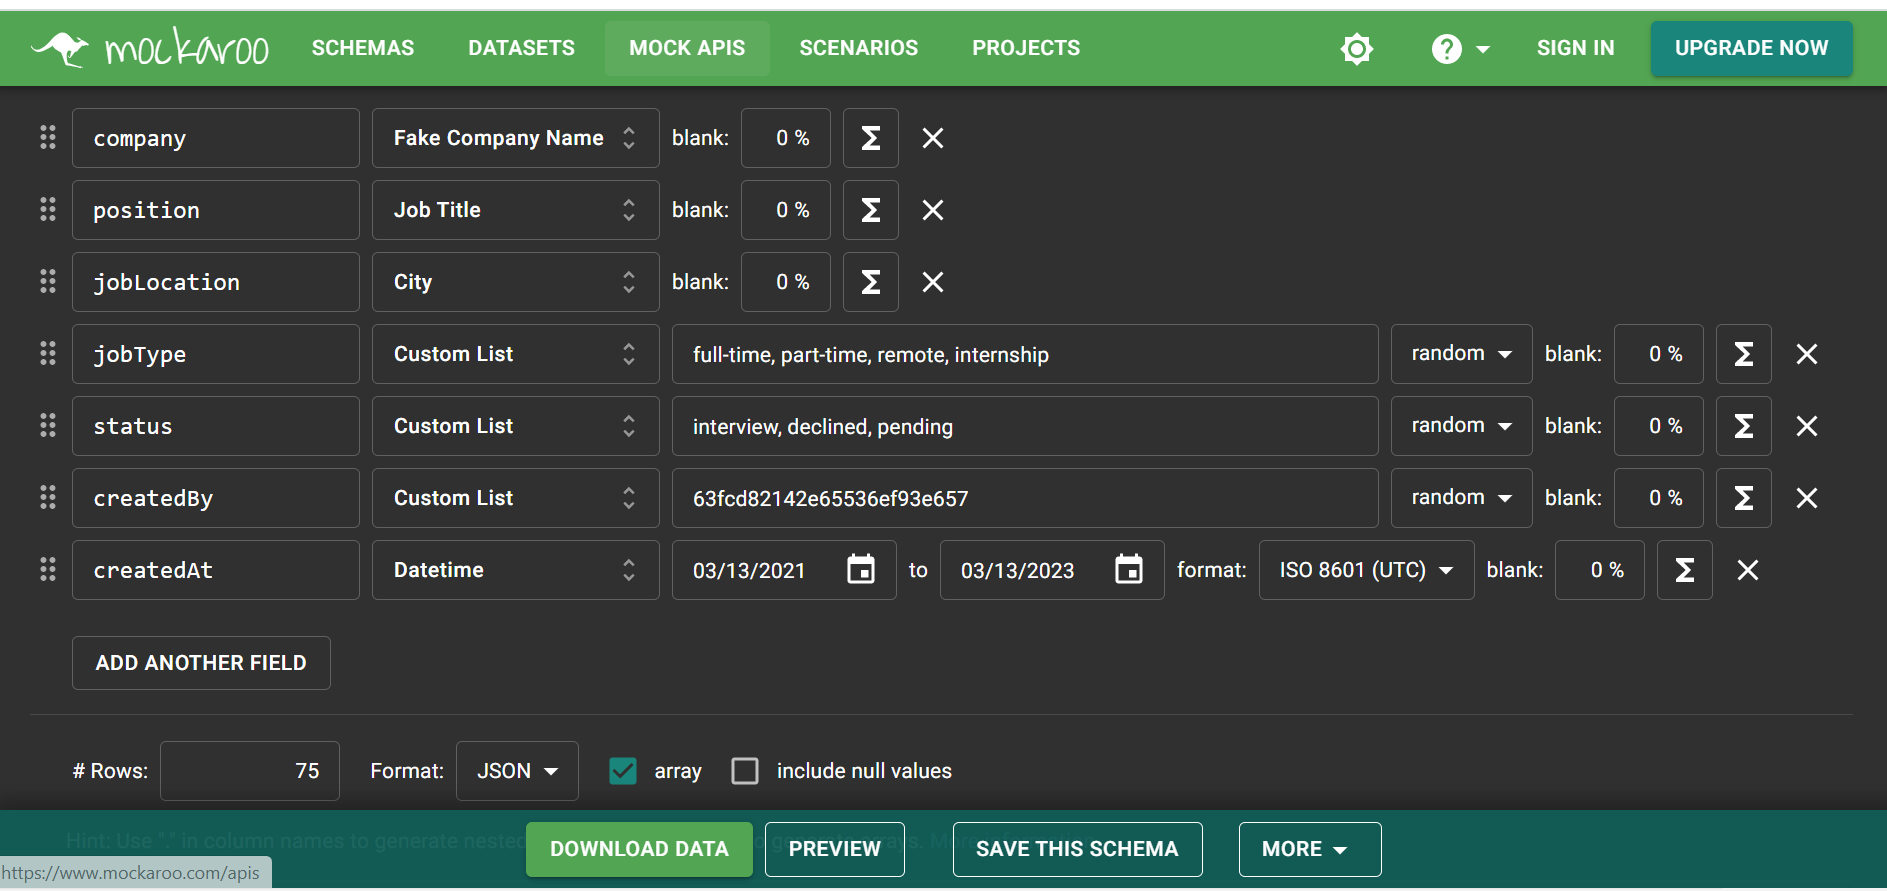 mockaroo SCHEMAS DATASETS MOCK APIS SCENARIOS PROJECTS ? SIGN IN UPGRADE NOW
company Fake Company Name blank: 0 % Σ
position Job Title blank: 0 % Σ
jobLocation City blank: 0 % Σ
jobType Custom List full-time, part-time, remote, internship random blank: 0 % Σ
status Custom List interview, declined, pending random blank: 0 % Σ
createdBy Custom List 63fcd82142e65536ef93e657 random blank: 0 % Σ
createdAt Datetime 03/13/2021 to 03/13/2023 format: ISO 8601 (UTC) blank: 0 % Σ
ADD ANOTHER FIELD
# Rows: 75 Format: JSON array include null values
Hint: Use "." in column names to generate nested generate arrays.
DOWNLOAD DATA PREVIEW SAVE THIS SCHEMA MORE
https://www.mockaroo.com/apis